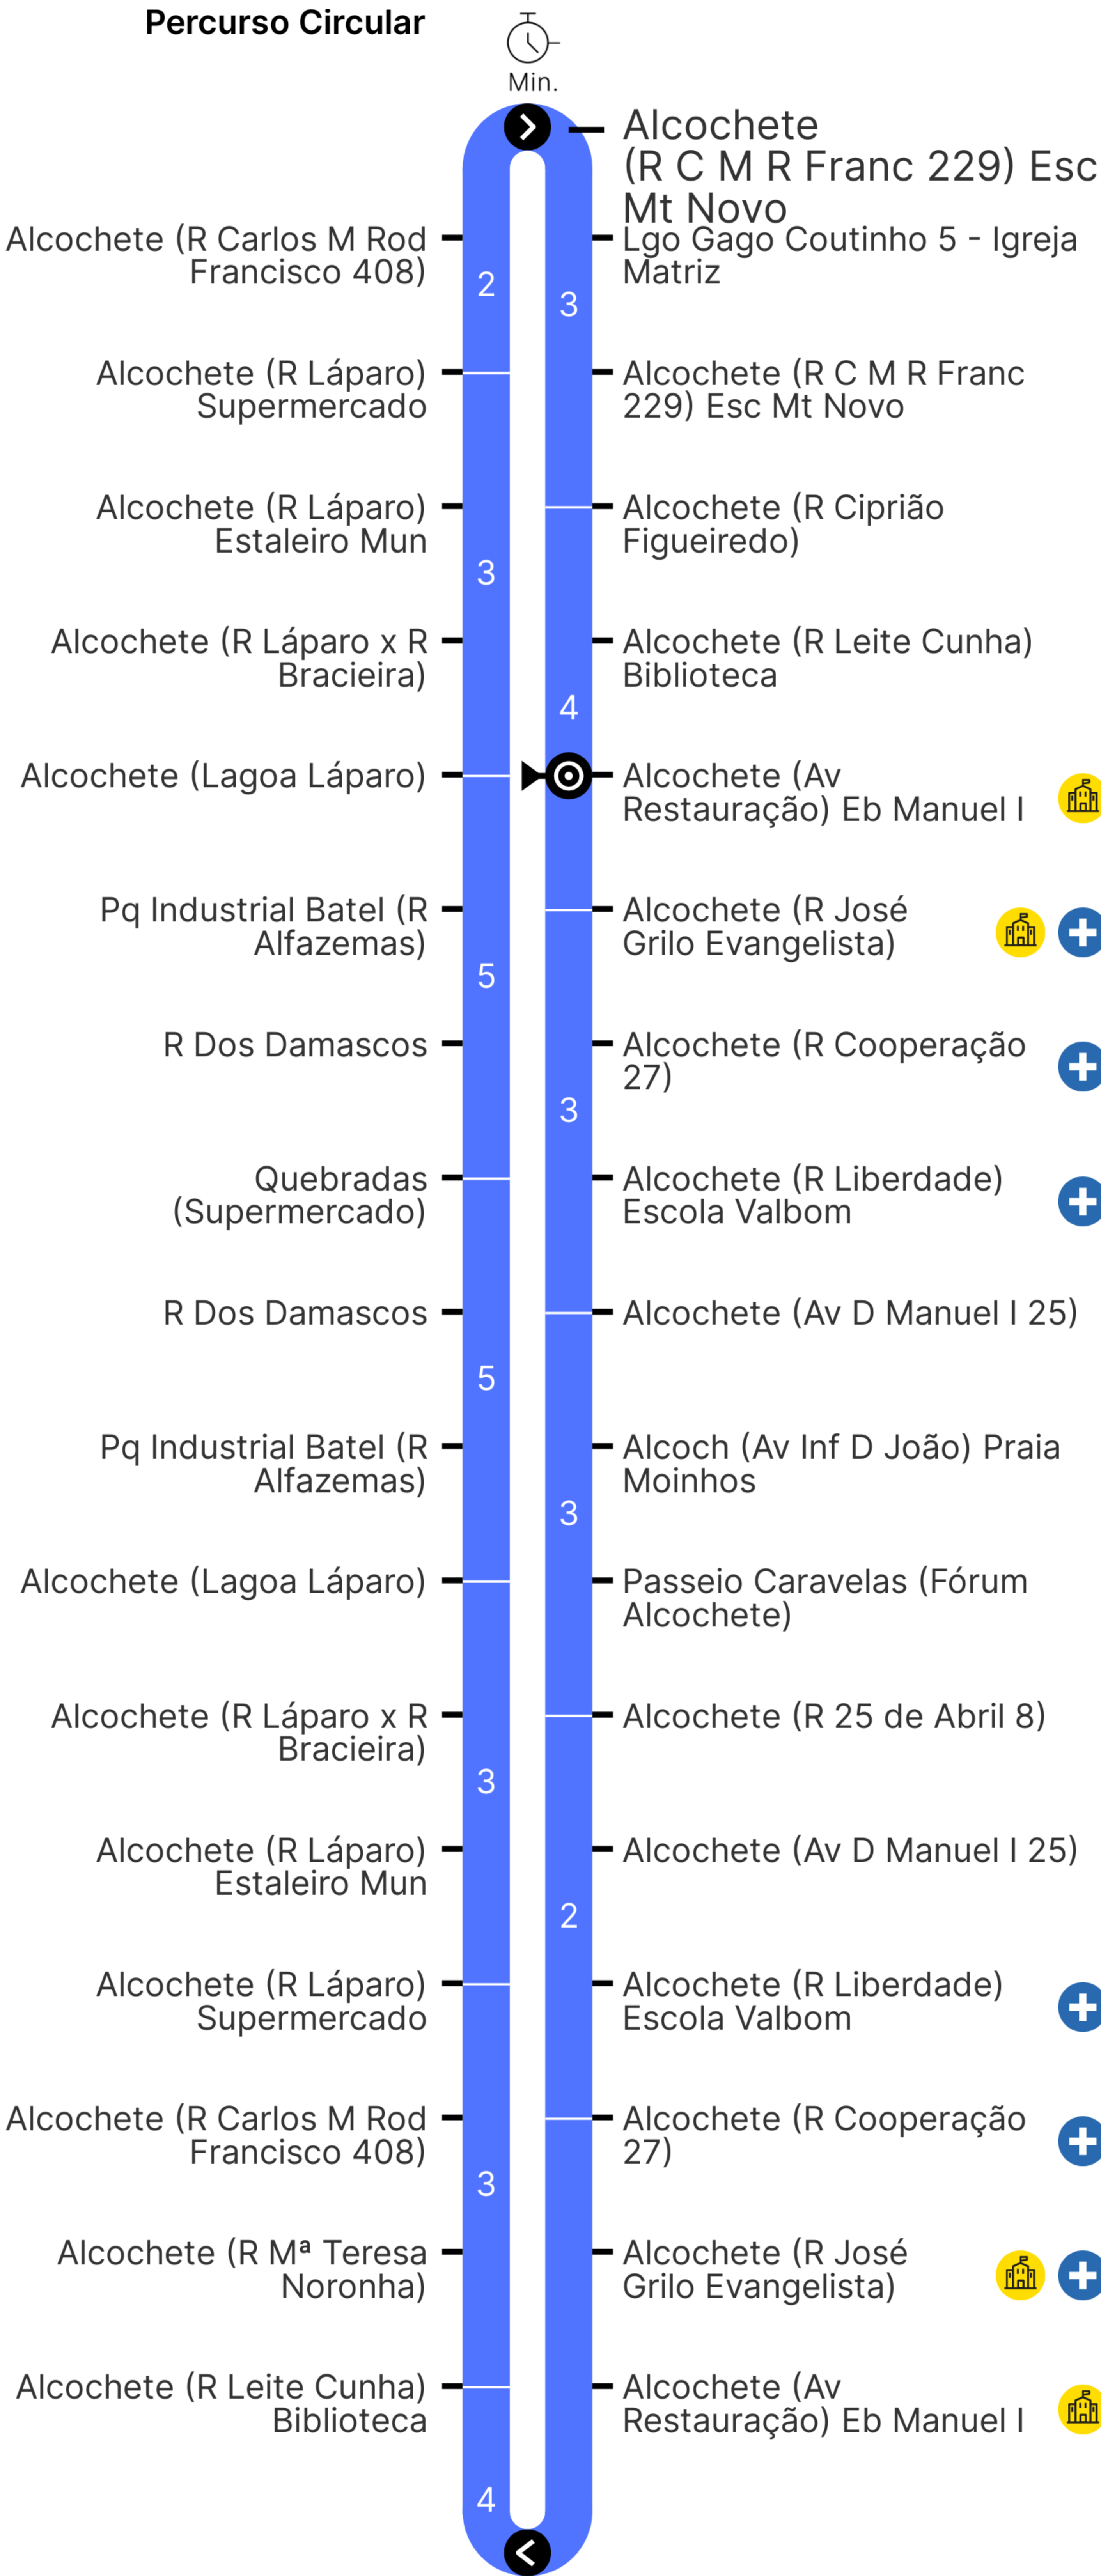 Percurso Circular
Min.
Alcochete
(R C M R Franc 229) Esc
Mt Novo
Lgo Gago Coutinho 5 - Igreja
Matriz
3
Alcochete (R C M R Franc
229) Esc Mt Novo
Alcochete (R Ciprião
Figueiredo)
Alcochete (R Leite Cunha)
Biblioteca
4
Alcochete (Av
Restauração) Eb Manuel I
Alcochete (R José
Grilo Evangelista)
Alcochete (R Cooperação
27)
3
Alcochete (R Liberdade)
Escola Valbom
Alcochete (Av D Manuel I 25)
Alcoch (Av Inf D João) Praia
Moinhos
3
Passeio Caravelas (Fórum
Alcochete)
Alcochete (R 25 de Abril 8)
Alcochete (Av D Manuel I 25)
2
Alcochete (R Liberdade)
Escola Valbom
Alcochete (R Cooperação
27)
Alcochete (R José
Grilo Evangelista)
Alcochete (Av
Restauração) Eb Manuel I
Alcochete (R Carlos M Rod
Francisco 408)
2
Alcochete (R Láparo)
Supermercado
Alcochete (R Láparo)
Estaleiro Mun
3
Alcochete (R Láparo x R
Bracieira)
Alcochete (Lagoa Láparo)
Pq Industrial Batel (R
Alfazemas)
5
R Dos Damascos
Quebradas
(Supermercado)
R Dos Damascos
5
Pq Industrial Batel (R
Alfazemas)
Alcochete (Lagoa Láparo)
Alcochete (R Láparo x R
Bracieira)
3
Alcochete (R Láparo)
Estaleiro Mun
Alcochete (R Láparo)
Supermercado
Alcochete (R Carlos M Rod
Francisco 408)
3
Alcochete (R Mª Teresa
Noronha)
Alcochete (R Leite Cunha)
Biblioteca
4